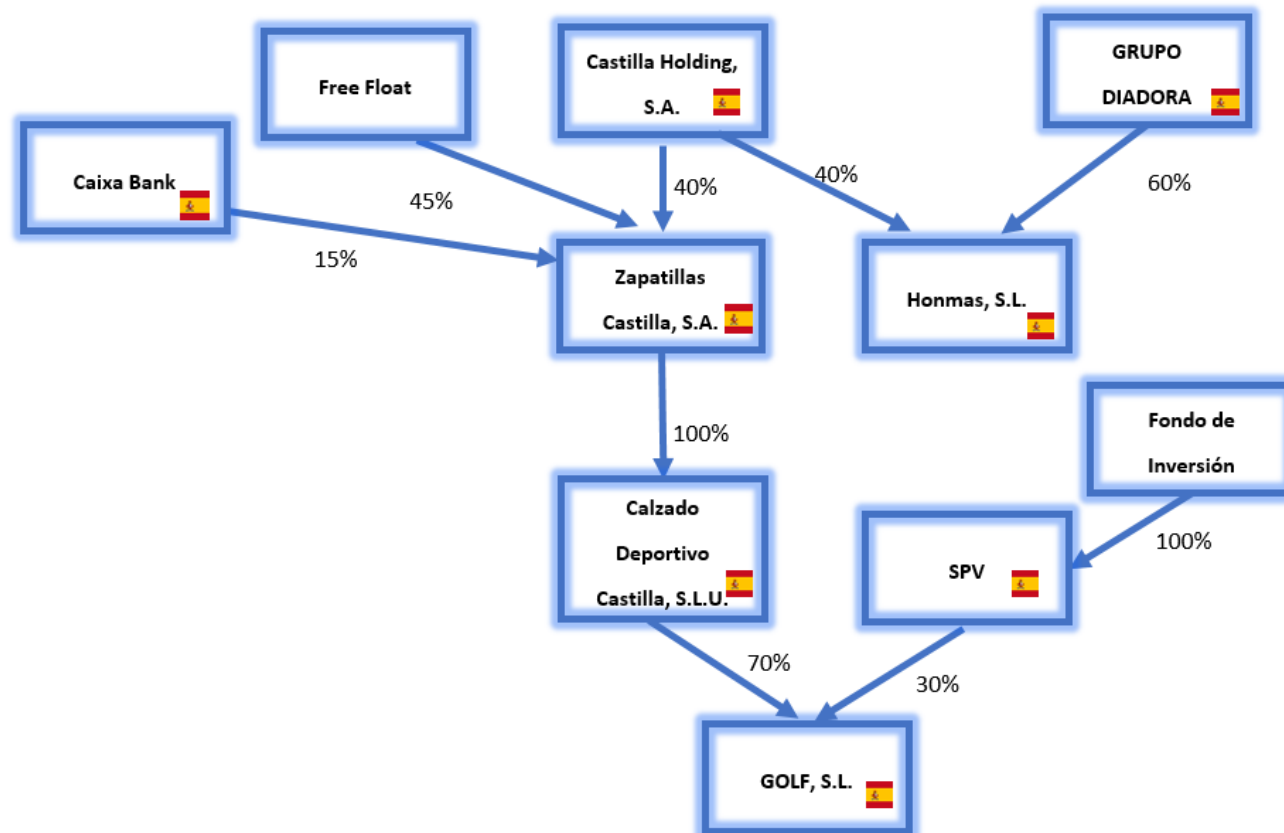 Free Float
Castilla Holding,
S.A.
GRUPO
DIADORA
Caixa Bank
45%
40%
40%
60%
15%
Zapatillas
Castilla, S.A.
Honmas, S.L.
100%
Fondo de
Inversión
Calzado
Deportivo
Castilla, S.L.U.
SPV
100%
70%
30%
GOLF, S.L.